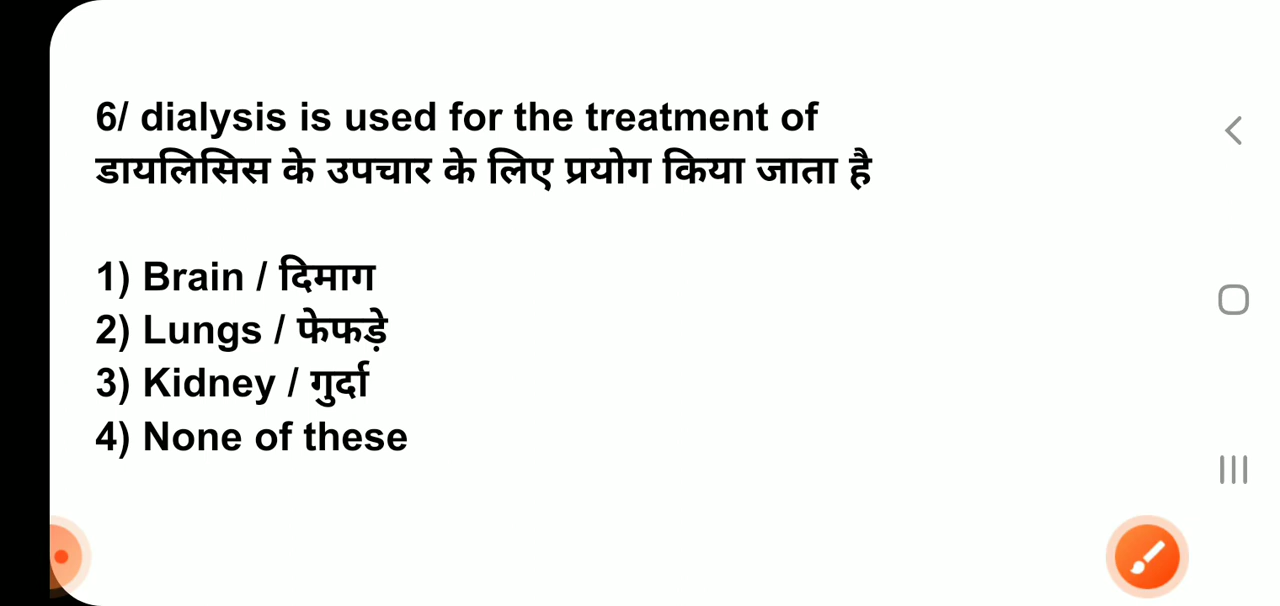 6/ dialysis is used for the treatment of
डायलिसिस के उपचार के लिए प्रयोग किया जाता है
1) Brain / दिमाग
2) Lungs / फेफड़े
3) Kidney / गुर्दा
4) None of these